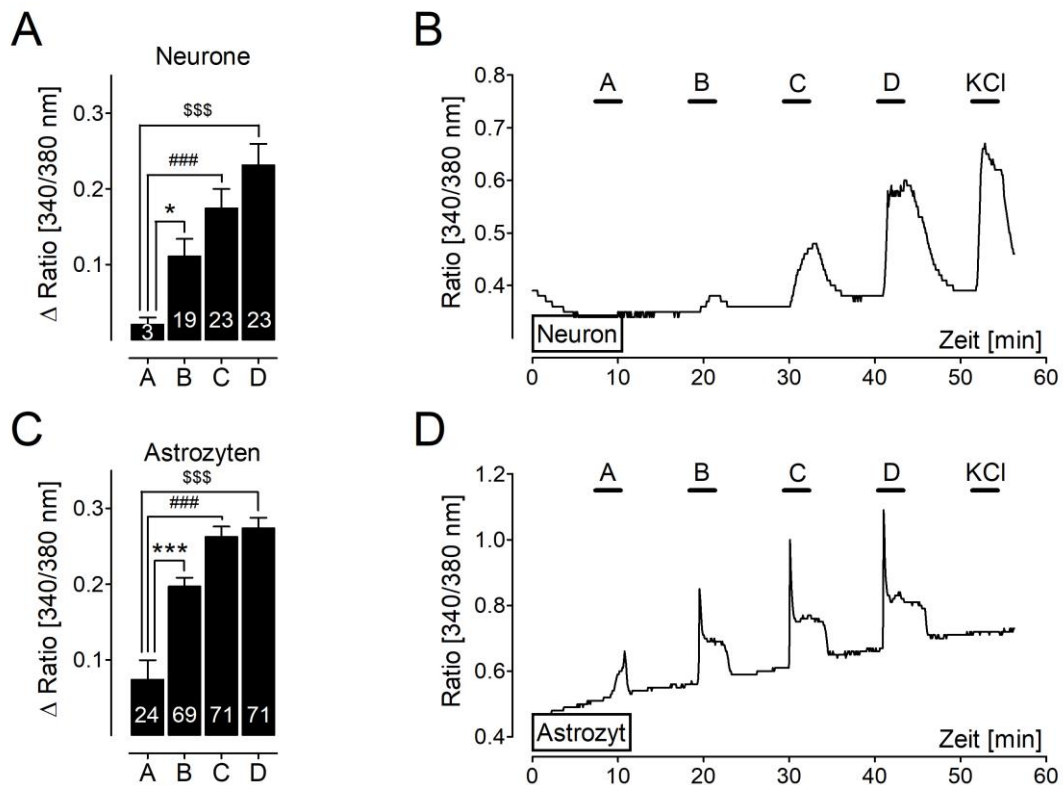 A
Neurone
Δ Ratio [340/380 nm]
0.3
0.2
0.1
$$$
###
*
3
19
23
23
A B C D
B
Ratio [340/380 nm]
0.8
0.7
0.6
0.5
0.4
A B C D KCl
Neuron
Zeit [min]
0 10 20 30 40 50 60
C
Astrozyten
Δ Ratio [340/380 nm]
0.3
0.2
0.1
$$$
###
***
24 69 71 71
A B C D
D
Ratio [340/380 nm]
1.2
1.0
0.8
0.6
0.4
A B C D KCl
Astrozyt
Zeit [min]
0 10 20 30 40 50 60